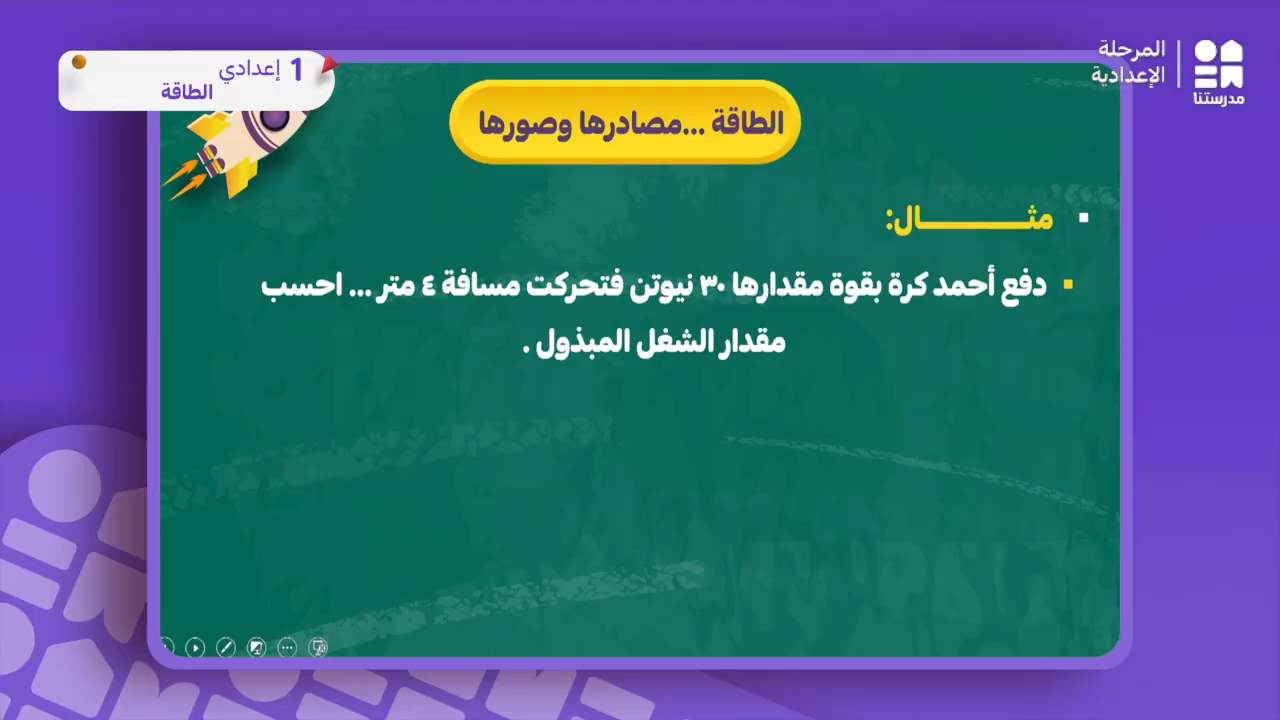 المرحلة
الإعدادية
مدرستنا
1 إعدادي
الطاقة
الطاقة ...مصادرها وصورها
مثـــــــــــال:
دفع أحمد كرة بقوة مقدارها ٣٠ نيوتن فتحركت مسافة ٤ متر ... احسب
مقدار الشغل المبذول .